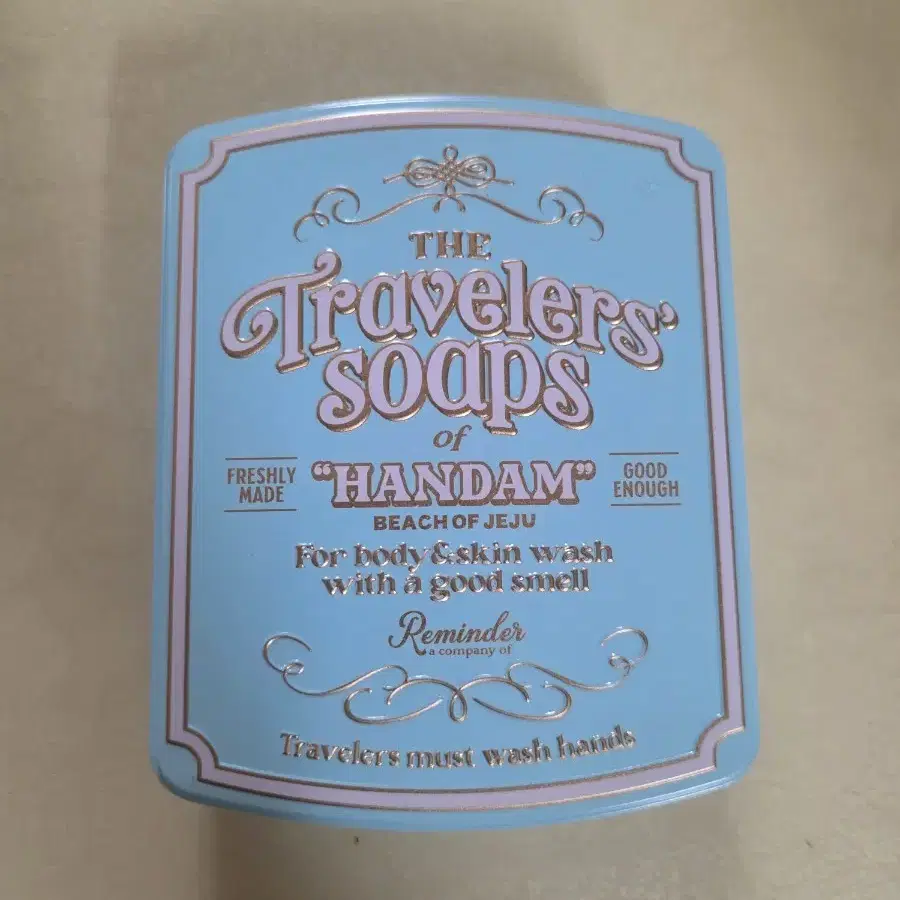 THE
Travelers'
soaps
of
FRESHLY
MADE
"HANDAM"
GOOD
ENOUGH
BEACH OF JEJU
For body & skin wash
with a good smell
Reminder
a company of
Travelers must wash hands